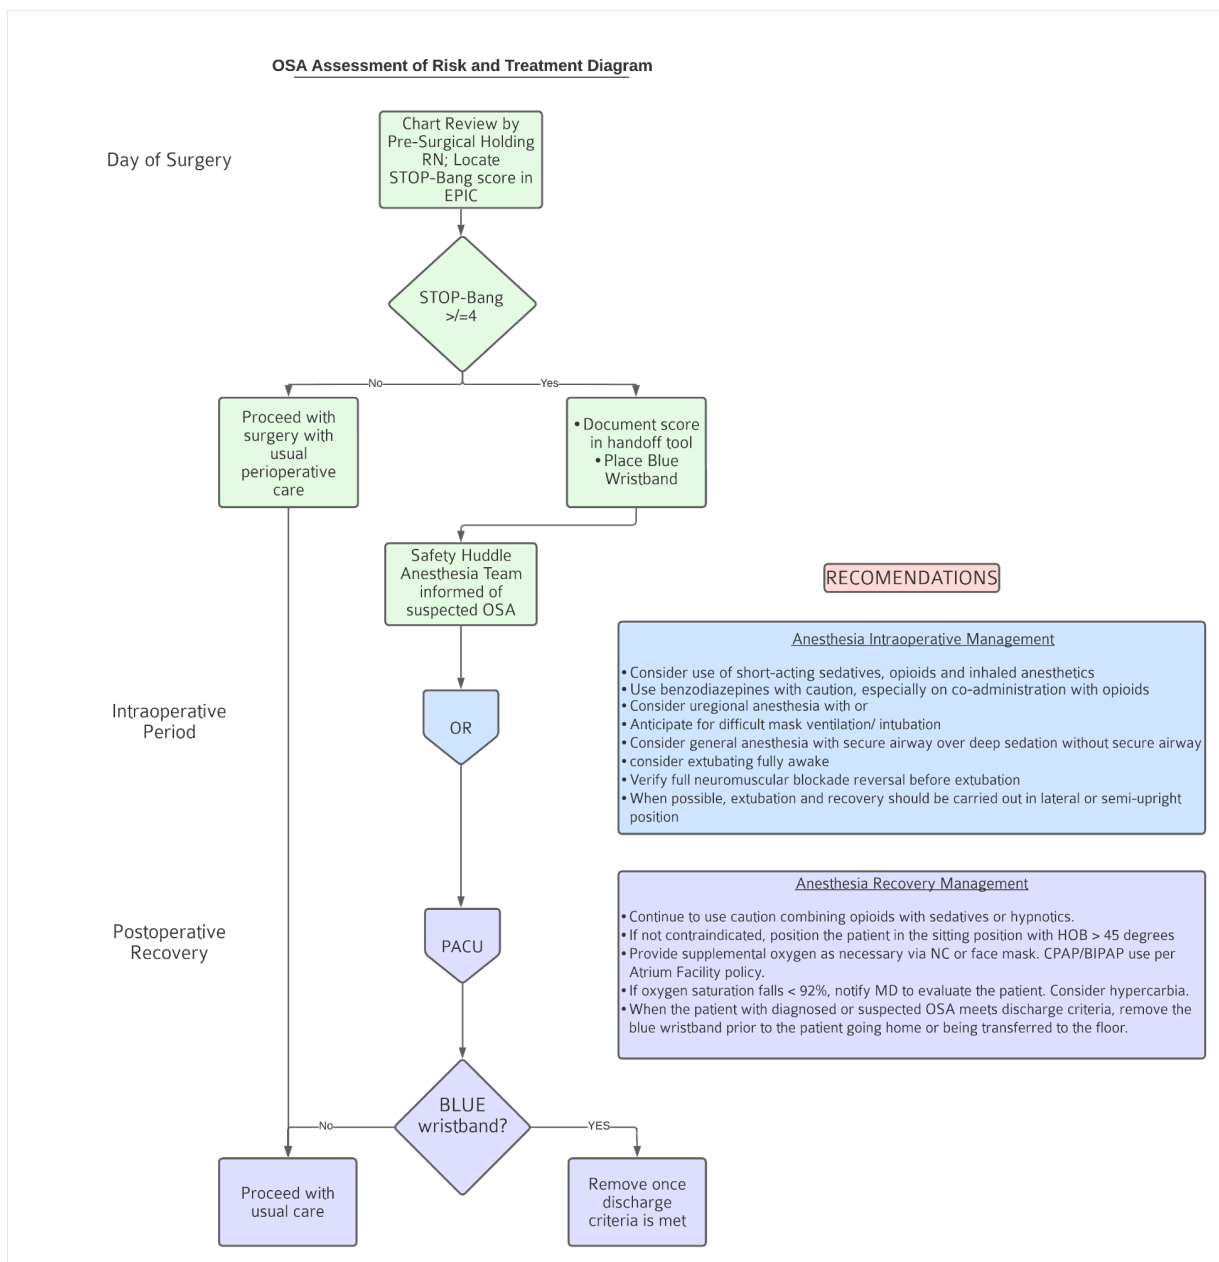 OSA Assessment of Risk and Treatment Diagram
Day of Surgery
Chart Review by
Pre-Surgical Holding
RN; Locate
STOP-Bang score in
EPIC
STOP-Bang
>/=4
No
Yes
Proceed with
surgery with
usual
perioperative
care
• Document score
in handoff tool
• Place Blue
Wristband
Safety Huddle
Anesthesia Team
informed of
suspected OSA
RECOMENDATIONS
Anesthesia Intraoperative Management
• Consider use of short-acting sedatives, opioids and inhaled anesthetics
• Use benzodiazepines with caution, especially on co-administration with opioids
• Consider uregional anesthesia with or
• Anticipate for difficult mask ventilation/ intubation
• Consider general anesthesia with secure airway over deep sedation without secure airway
• consider extubating fully awake
• Verify full neuromuscular blockade reversal before extubation
• When possible, extubation and recovery should be carried out in lateral or semi-upright
position
Intraoperative
Period
OR
Anesthesia Recovery Management
• Continue to use caution combining opioids with sedatives or hypnotics.
• If not contraindicated, position the patient in the sitting position with HOB > 45 degrees
• Provide supplemental oxygen as necessary via NC or face mask. CPAP/BIPAP use per
Atrium Facility policy.
• If oxygen saturation falls < 92%, notify MD to evaluate the patient. Consider hypercarbia.
• When the patient with diagnosed or suspected OSA meets discharge criteria, remove the
blue wristband prior to the patient going home or being transferred to the floor.
Postoperative
Recovery
PACU
BLUE
wristband?
No
YES
Proceed with
usual care
Remove once
discharge
criteria is met